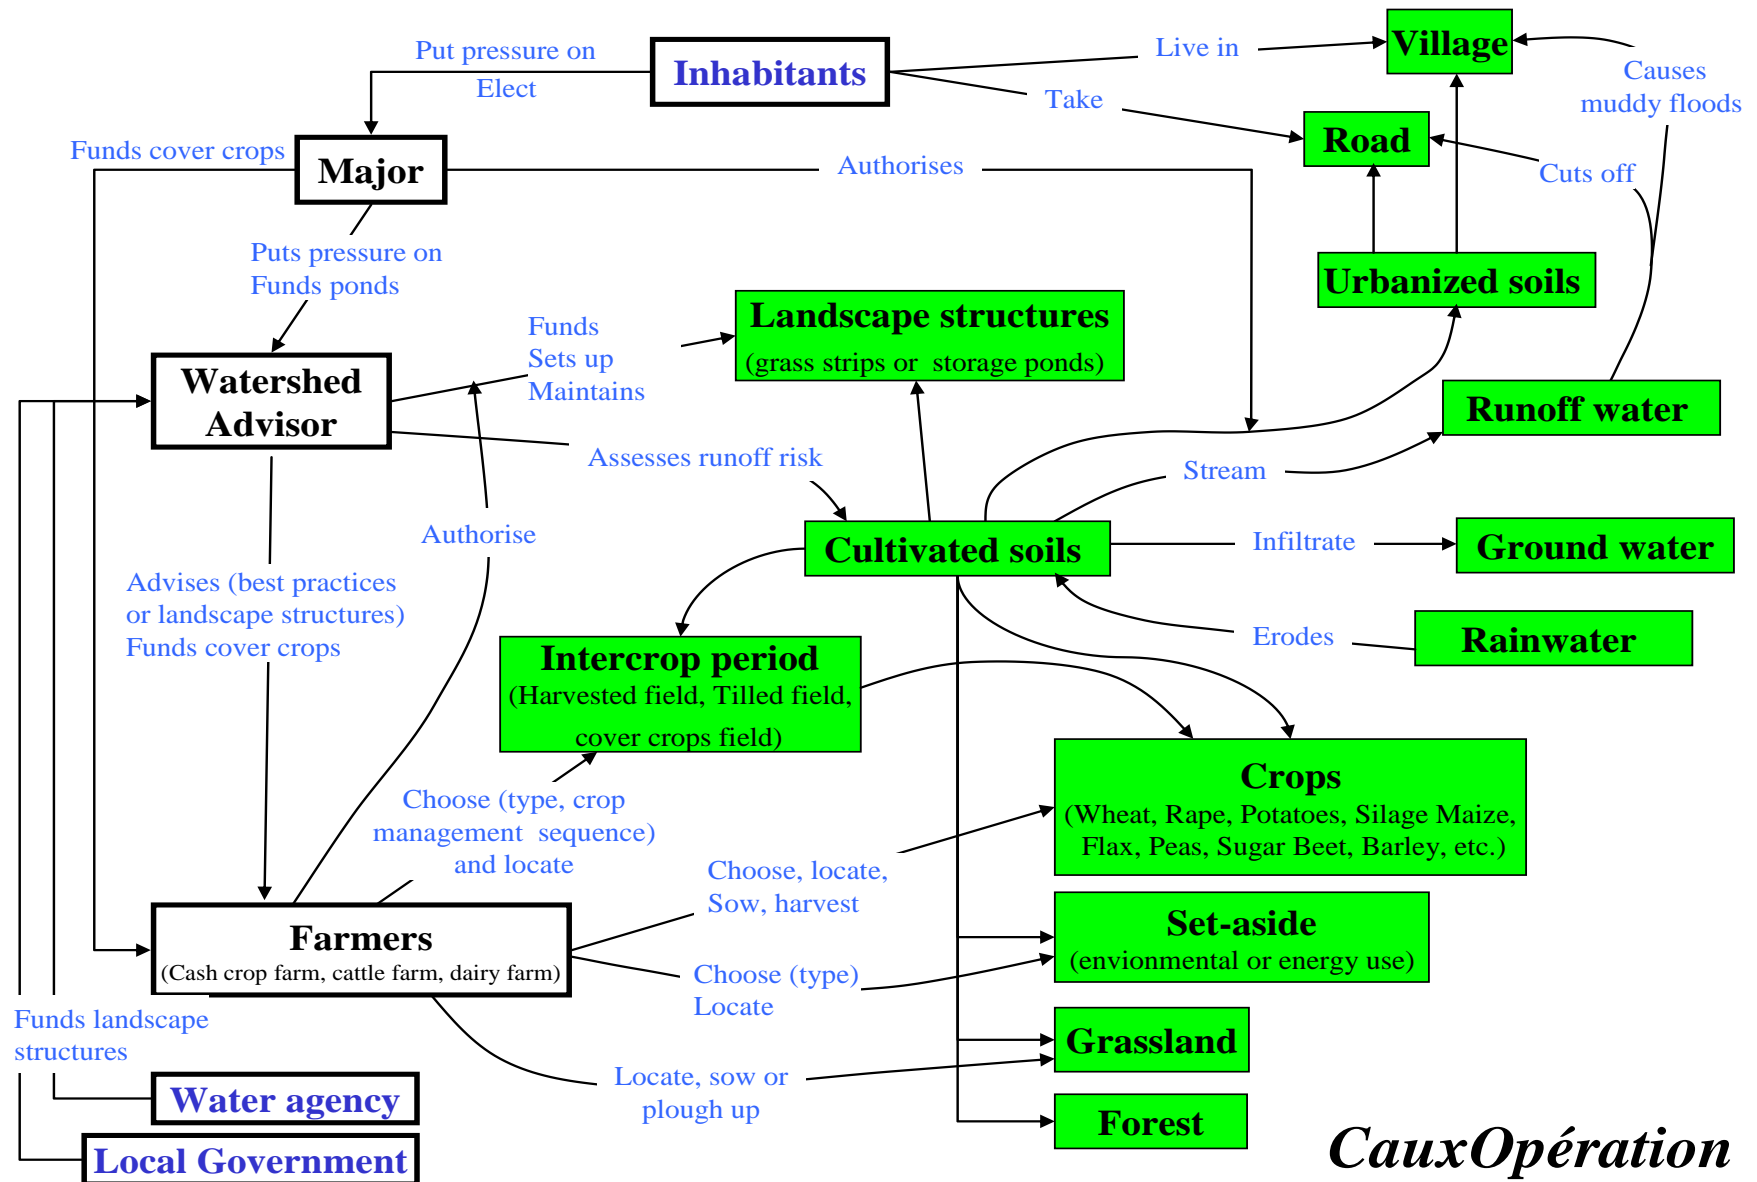 Put pressure on
Elect
Inhabitants
Live in
Village
Causes
muddy floods
Take
Road
Funds cover crops
Major
Authorises
Cuts off
Puts pressure on
Funds ponds
Urbanized soils
Landscape structures
(grass strips or storage ponds)
Funds
Sets up
Maintains
Watershed
Advisor
Runoff water
Assesses runoff risk
Stream
Authorise
Cultivated soils
Infiltrate
Ground water
Advises (best practices
or landscape structures)
Funds cover crops
Erodes
Rainwater
Intercrop period
(Harvested field, Tilled field,
cover crops field)
Crops
(Wheat, Rape, Potatoes, Silage Maize,
Flax, Peas, Sugar Beet, Barley, etc.)
Choose (type, crop
management sequence)
and locate
Choose, locate,
Sow, harvest
Farmers
(Cash crop farm, cattle farm, dairy farm)
Set-aside
(envionmental or energy use)
Choose (type)
Locate
Funds landscape
structures
Grassland
Locate, sow or
plough up
Water agency
Forest
Local Government
CauxOpération